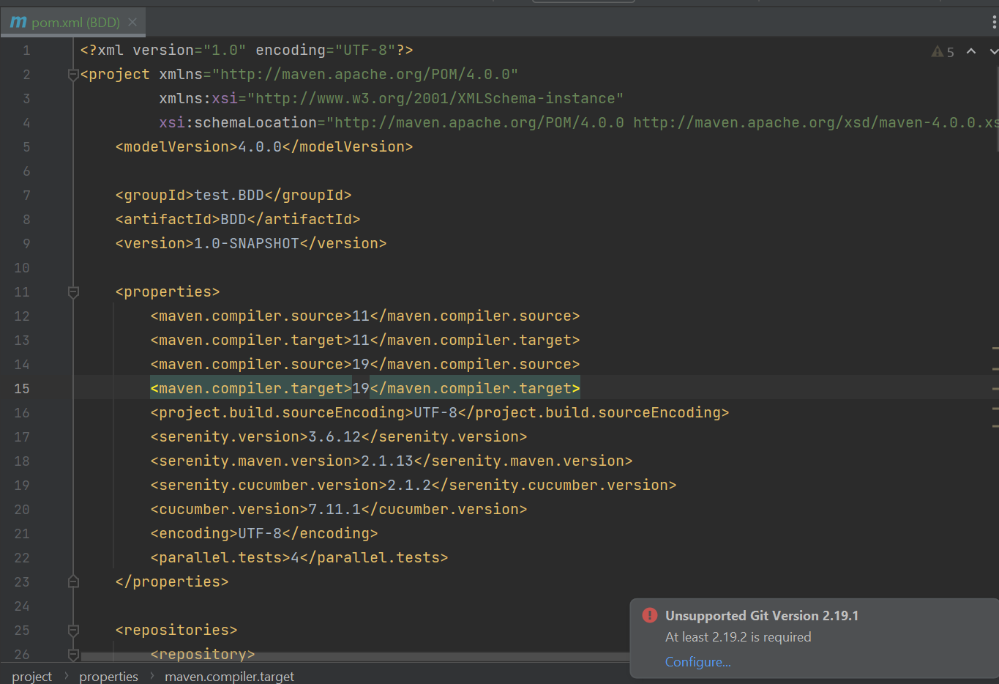 m pom.xml (BDD)
5
1 <?xml version="1.0" encoding="UTF-8"?>
2 <project xmlns="http://maven.apache.org/POM/4.0.0"
3 xmlns:xsi="http://www.w3.org/2001/XMLSchema-instance"
4 xsi:schemaLocation="http://maven.apache.org/POM/4.0.0 http://maven.apache.org/xsd/maven-4.0.0.xs
5 <modelVersion>4.0.0</modelVersion>
6
7 <groupId>test.BDD</groupId>
8 <artifactId>BDD</artifactId>
9 <version>1.0-SNAPSHOT</version>
10
11 <properties>
12 <maven.compiler.source>11</maven.compiler.source>
13 <maven.compiler.target>11</maven.compiler.target>
14 <maven.compiler.source>19</maven.compiler.source>
15 <maven.compiler.target>19</maven.compiler.target>
16 <project.build.sourceEncoding>UTF-8</project.build.sourceEncoding>
17 <serenity.version>3.6.12</serenity.version>
18 <serenity.maven.version>2.1.13</serenity.maven.version>
19 <serenity.cucumber.version>2.1.2</serenity.cucumber.version>
20 <cucumber.version>7.11.1</cucumber.version>
21 <encoding>UTF-8</encoding>
22 <parallel.tests>4</parallel.tests>
23 </properties>
24
25 <repositories>
26 <repository>
Unsupported Git Version 2.19.1
At least 2.19.2 is required
Configure...
project > properties > maven.compiler.target